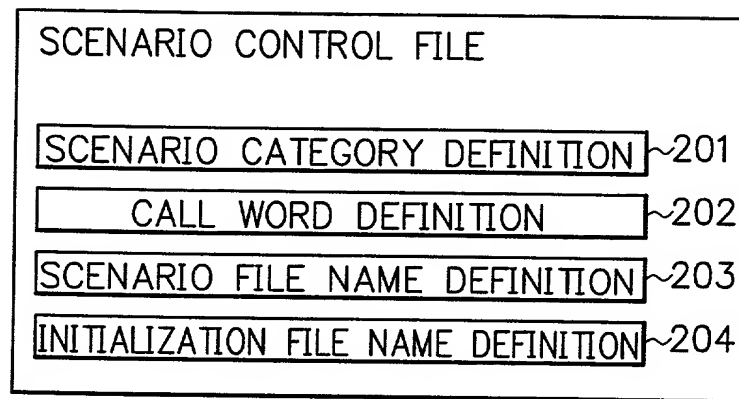 SCENARIO CONTROL FILE
SCENARIO CATEGORY DEFINITION ~201
CALL WORD DEFINITION ~202
SCENARIO FILE NAME DEFINITION ~203
INITIALIZATION FILE NAME DEFINITION ~204